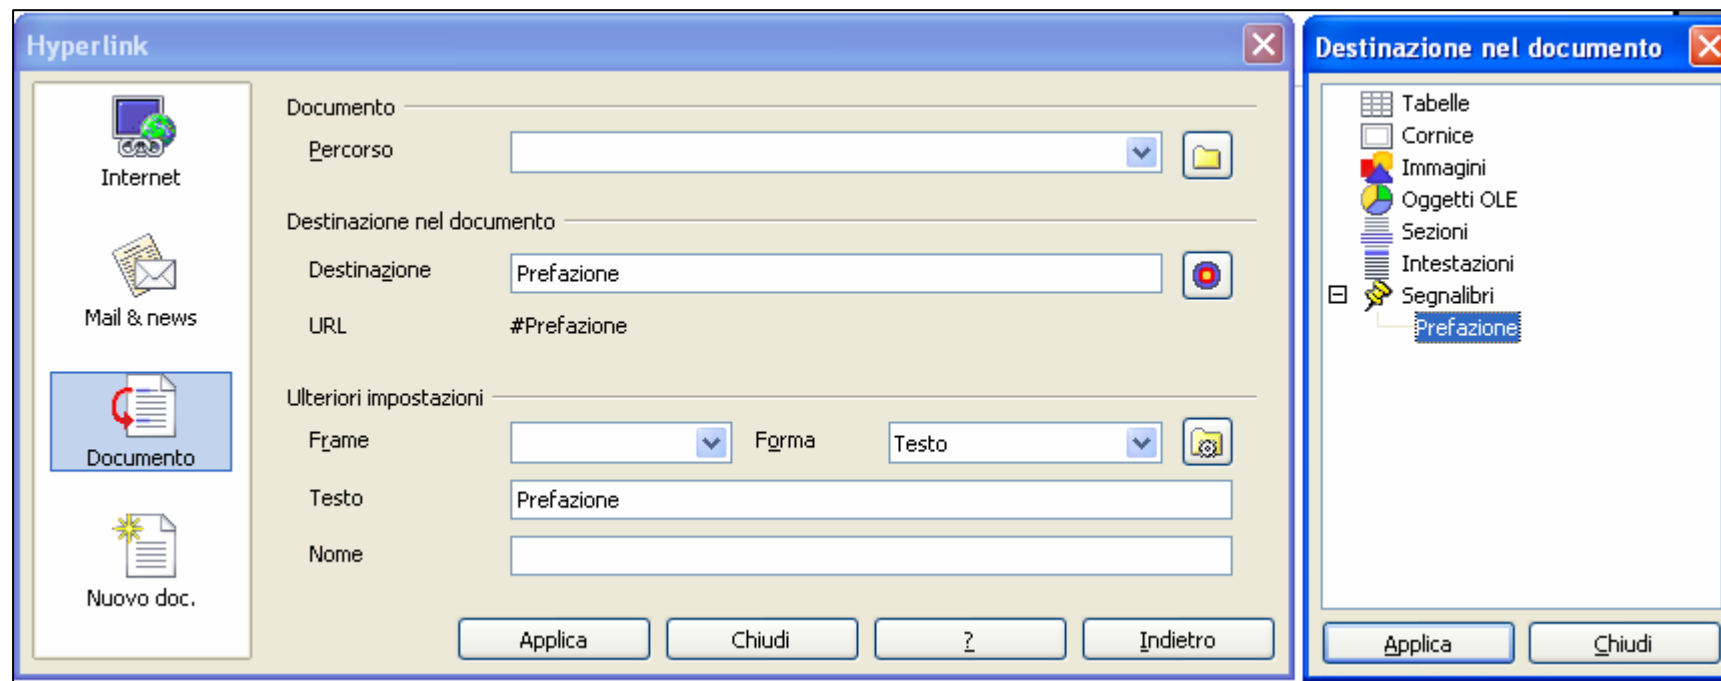 Hyperlink
Internet
Mail & news
Documento
Nuovo doc.
Documento
Percorso
Destinazione nel documento
Destinazione Prefazione
URL #Prefazione
Ulteriori impostazioni
Frame Forma Testo
Testo Prefazione
Nome
Applica Chiudi ? Indietro
Destinazione nel documento
Tabelle
Cornice
Immagini
Oggetti OLE
Sezioni
Intestazioni
Segnalibri
Prefazione
Applica Chiudi